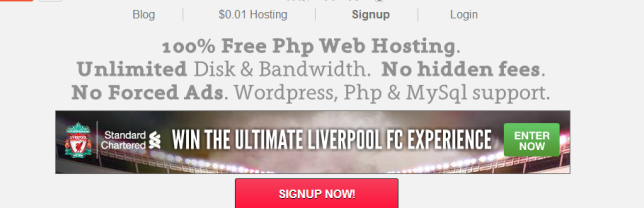 Blog $0.01 Hosting Signup Login
100% Free Php Web Hosting.
Unlimited Disk & Bandwidth. No hidden fees.
No Forced Ads. Wordpress, Php & MySql support.
Standard
Chartered
WIN THE ULTIMATE LIVERPOOL FC EXPERIENCE
ENTER
NOW
SIGNUP NOW!